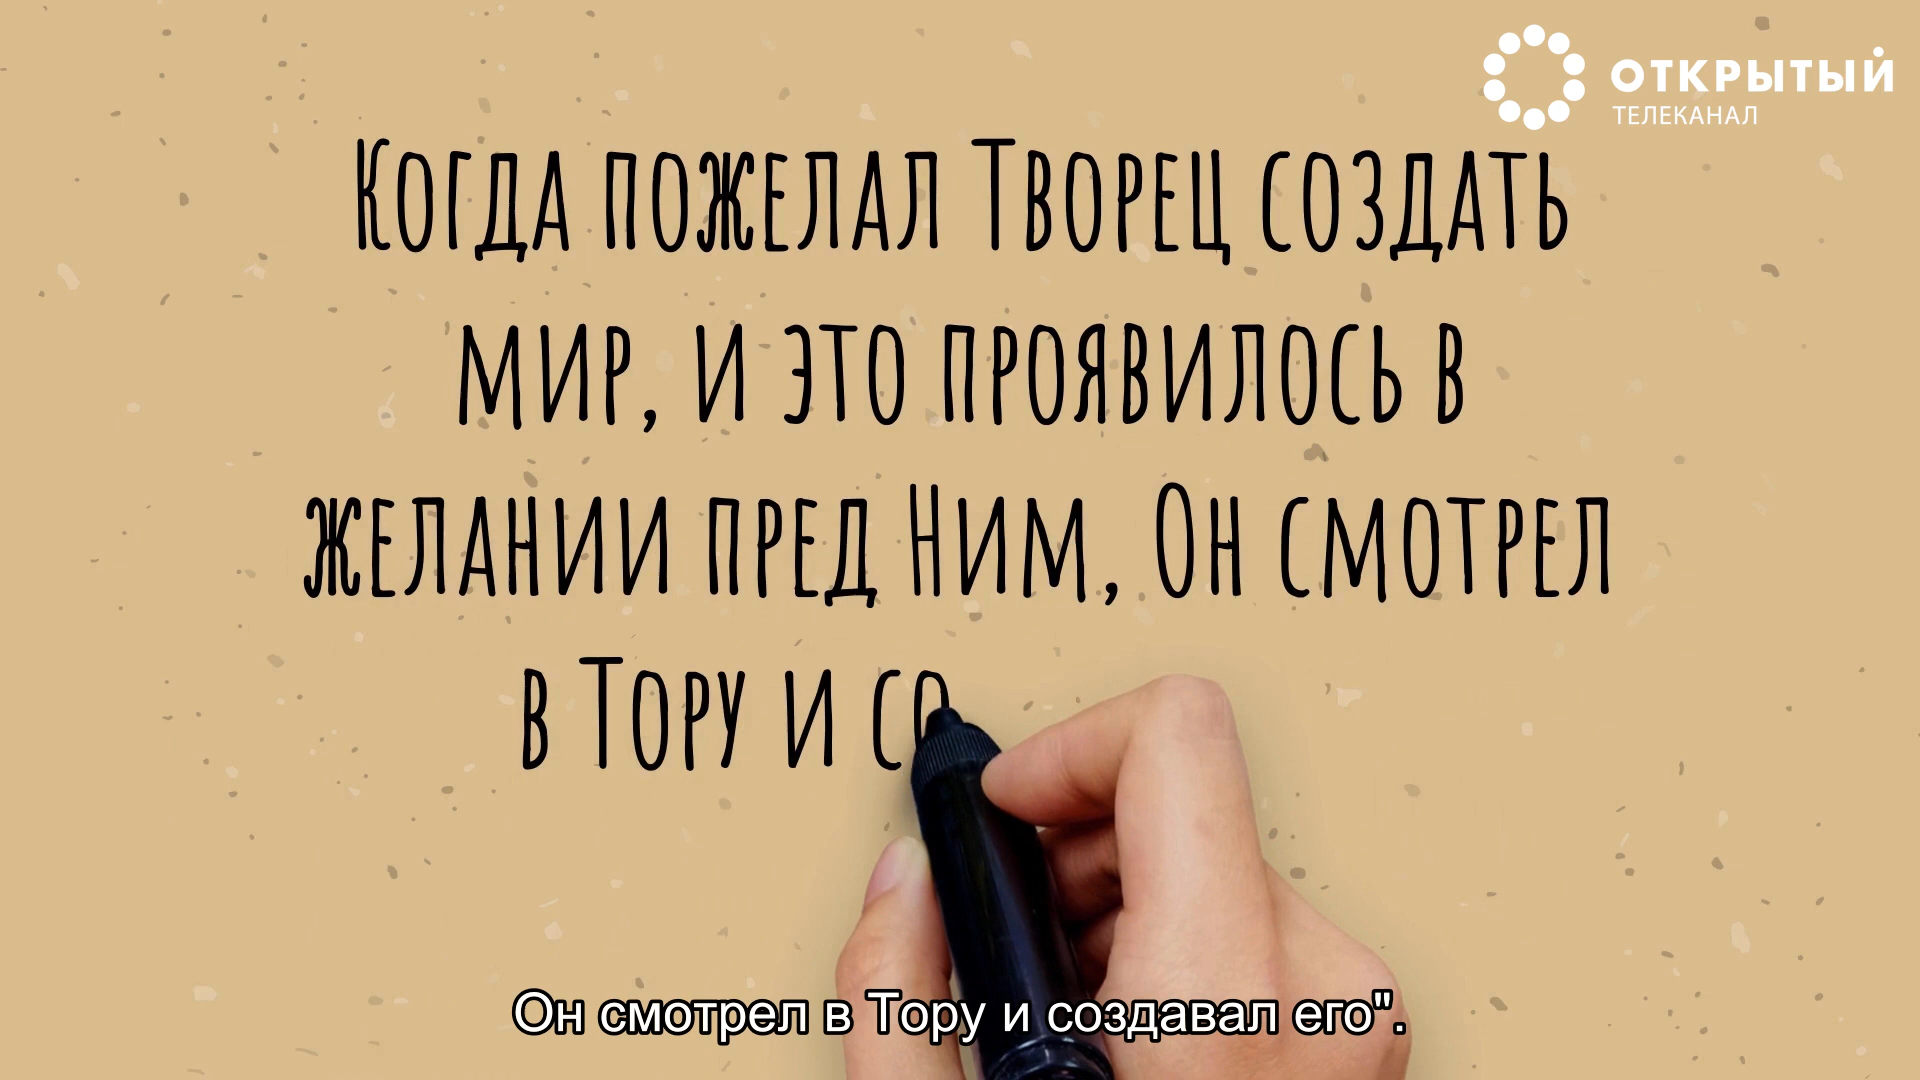 ОТКРЫТЫЙ
ТЕЛЕКАНАЛ
Когда пожелал Творец создать
мир, и это проявилось в
желании пред Ним, Он смотрел
в Тору и со
Он смотрел в Тору и создавал его".